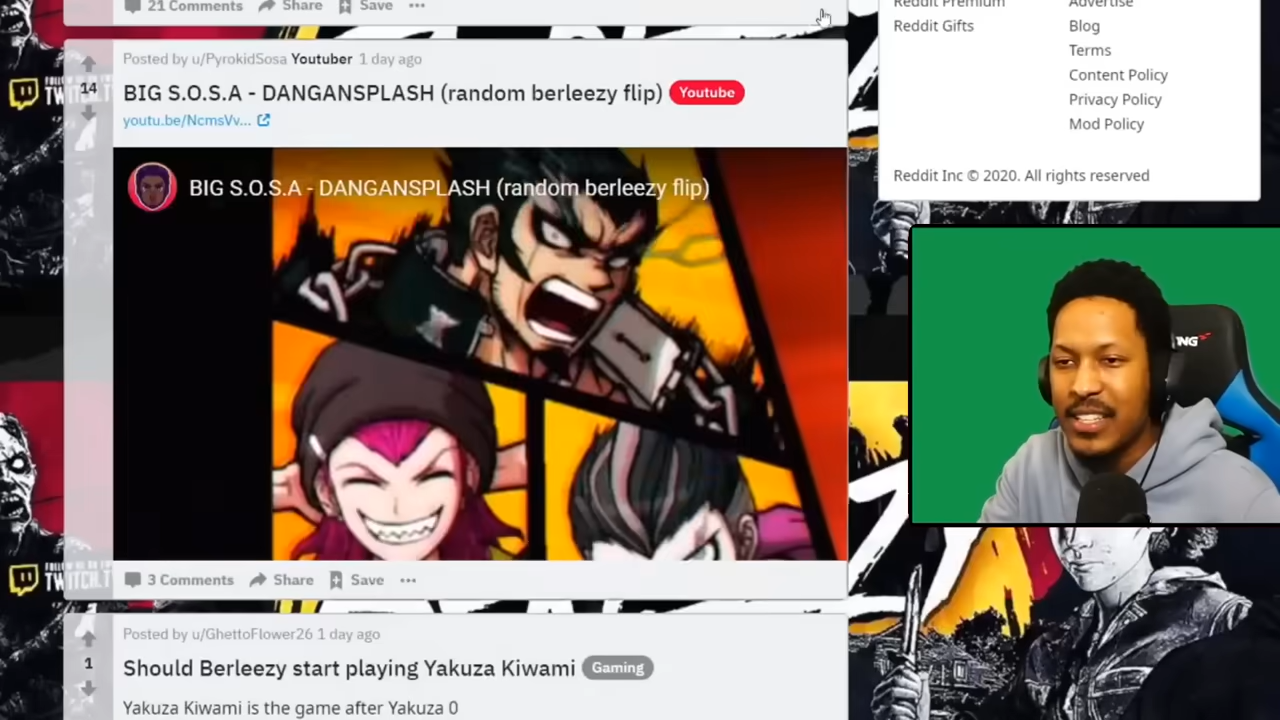 21 Comments Share Save ...
Reddit Premium Advertise
Reddit Gifts Blog
Terms
Content Policy
Privacy Policy
Mod Policy
Reddit Inc © 2020. All rights reserved
Posted by u/PyrokidSosa Youtuber 1 day ago
14
BIG S.O.S.A - DANGANSPLASH (random berleezy flip) Youtube
youtu.be/NcmsVv...
BIG S.O.S.A - DANGANSPLASH (random berleezy flip)
3 Comments Share Save ...
Posted by u/GhettoFlower26 1 day ago
1
Should Berleezy start playing Yakuza Kiwami Gaming
Yakuza Kiwami is the game after Yakuza 0